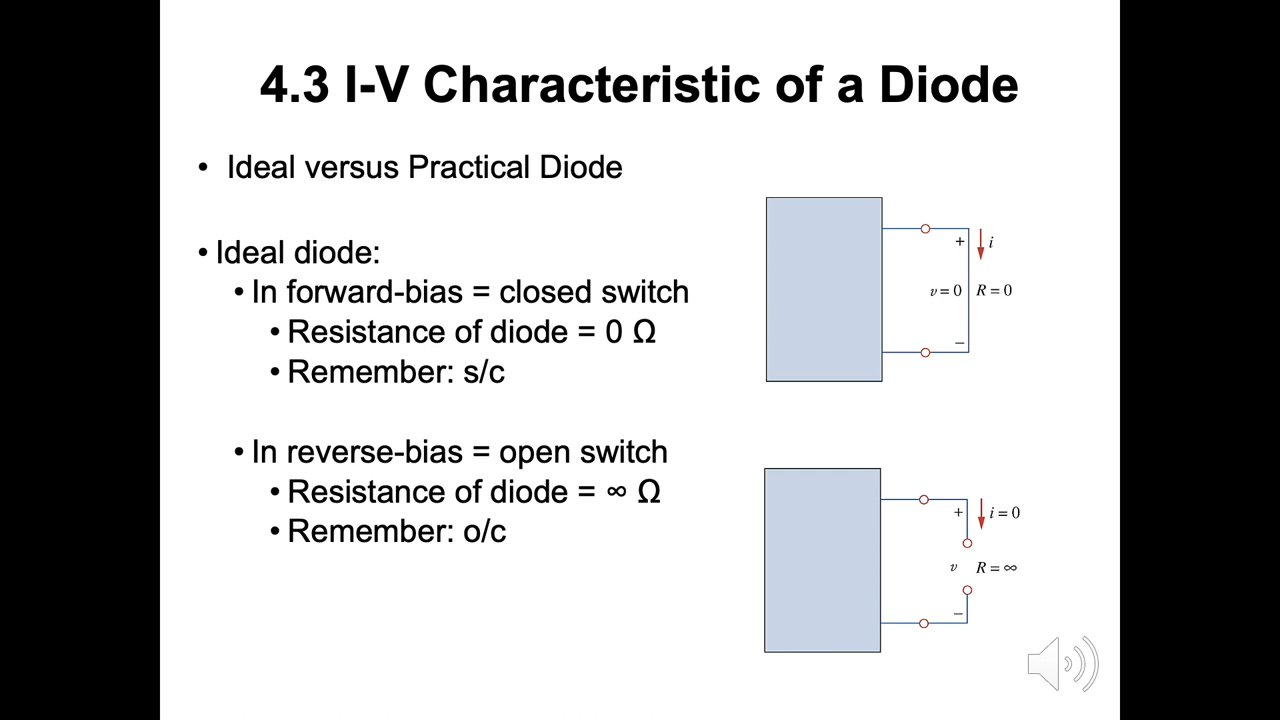 4.3 I-V Characteristic of a Diode
• Ideal versus Practical Diode
• Ideal diode:
• In forward-bias = closed switch
• Resistance of diode = 0 Ω
• Remember: s/c
• In reverse-bias = open switch
• Resistance of diode = ∞ Ω
• Remember: o/c
+ i
v = 0 R = 0
–
+ i = 0
v R = ∞
–